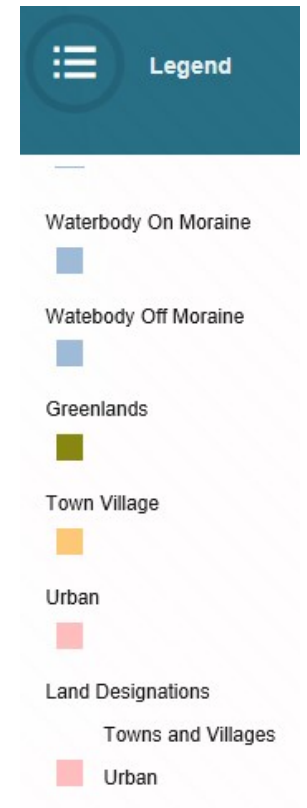 Legend
Waterbody On Moraine
Watebody Off Moraine
Greenlands
Town Village
Urban
Land Designations
Towns and Villages
Urban